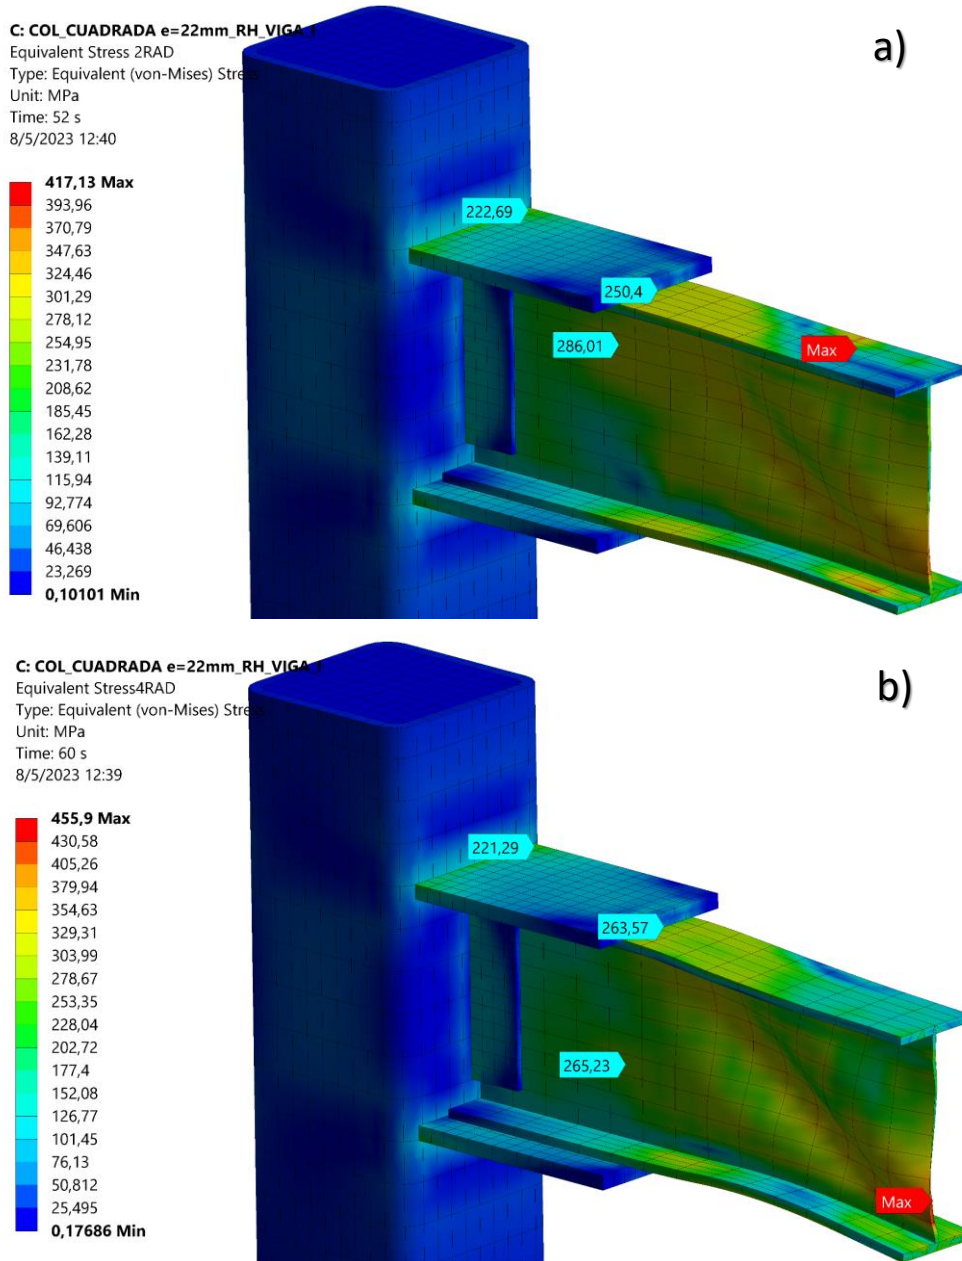 a)
C: COL_CUADRADA e=22mm_RH_VIGA_I
Equivalent Stress 2RAD
Type: Equivalent (von-Mises) Stress
Unit: MPa
Time: 52 s
8/5/2023 12:40
417,13 Max
393,96
370,79
347,63
324,46
301,29
278,12
254,95
231,78
208,62
185,45
162,28
139,11
115,94
92,774
69,606
46,438
23,269
0,10101 Min
222,69
250,4
286,01
Max
b)
C: COL_CUADRADA e=22mm_RH_VIGA_I
Equivalent Stress4RAD
Type: Equivalent (von-Mises) Stres
Unit: MPa
Time: 60 s
8/5/2023 12:39
455,9 Max
430,58
405,26
379,94
354,63
329,31
303,99
278,67
253,35
228,04
202,72
177,4
152,08
126,77
101,45
76,13
50,812
25,495
0,17686 Min
221,29
263,57
265,23
Max